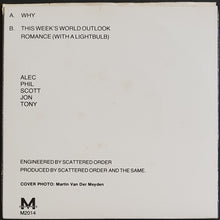 A. WHY
B. THIS WEEK'S WORLD OUTLOOK
ROMANCE (WITH A LIGHTBULB)
ALEC
PHIL
SCOTT
JON
TONY
ENGINEERED BY SCATTERED ORDER
PRODUCED BY SCATTERED ORDER AND THE SAME.
COVER PHOTO: Martin Van Der Meyden
M
M2014